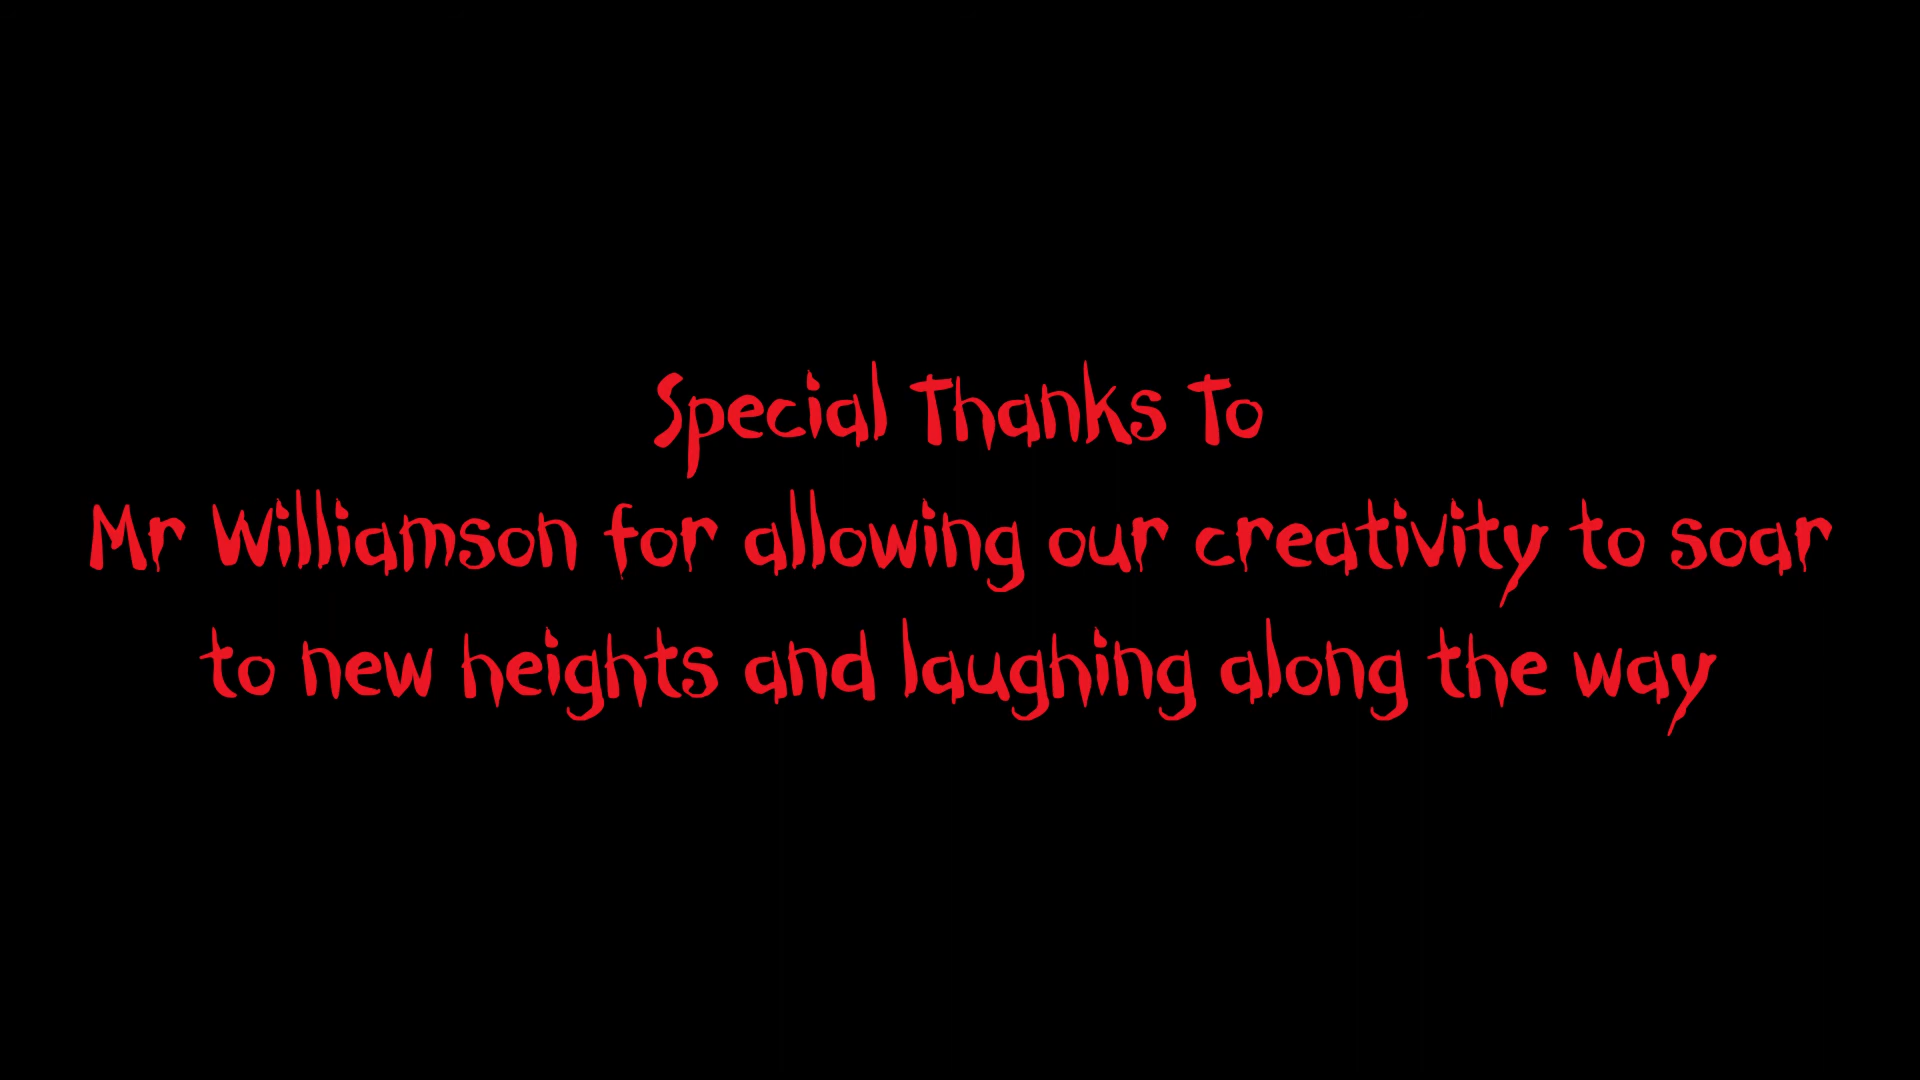 Special Thanks To
Mr Williamson for allowing our creativity to soar
to new heights and laughing along the way